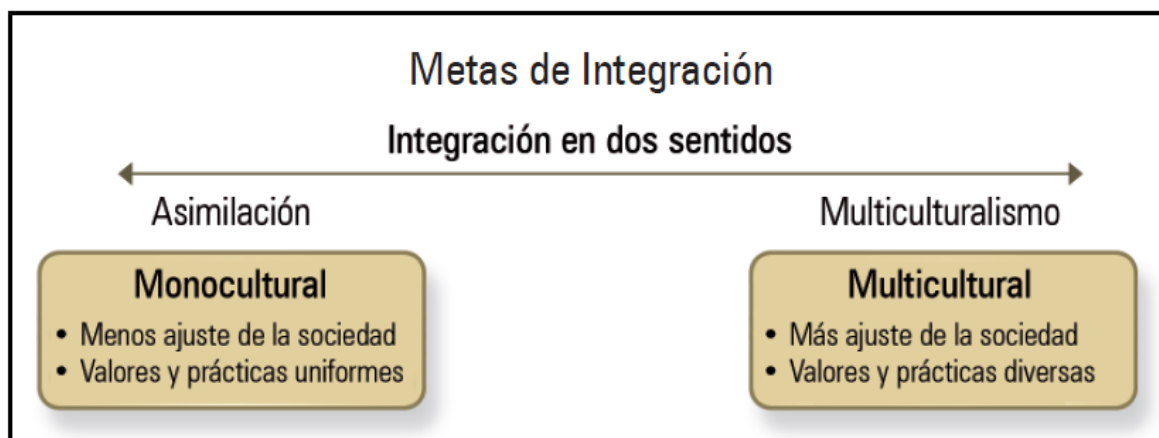 Metas de Integración
Integración en dos sentidos
Asimilación
Multiculturalismo
Monocultural
• Menos ajuste de la sociedad
• Valores y prácticas uniformes
Multicultural
• Más ajuste de la sociedad
• Valores y prácticas diversas